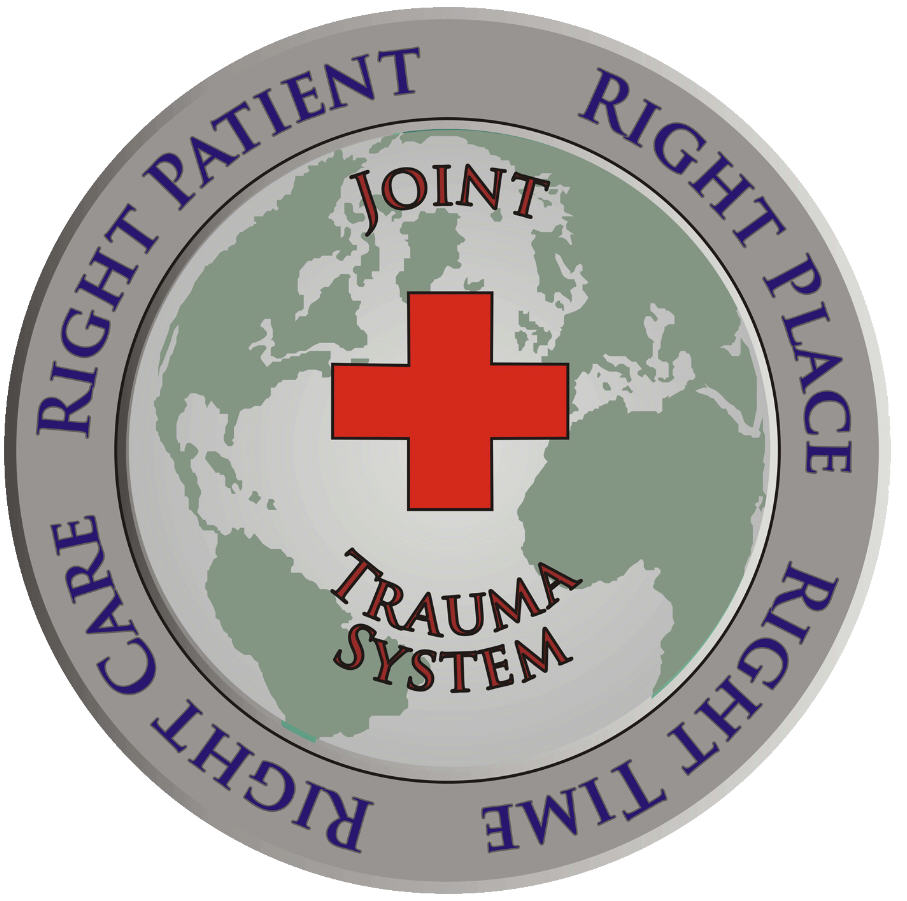 RIGHT PATIENT
RIGHT PLACE
RIGHT TIME
RIGHT CARE
JOINT
TRAUMA
SYSTEM